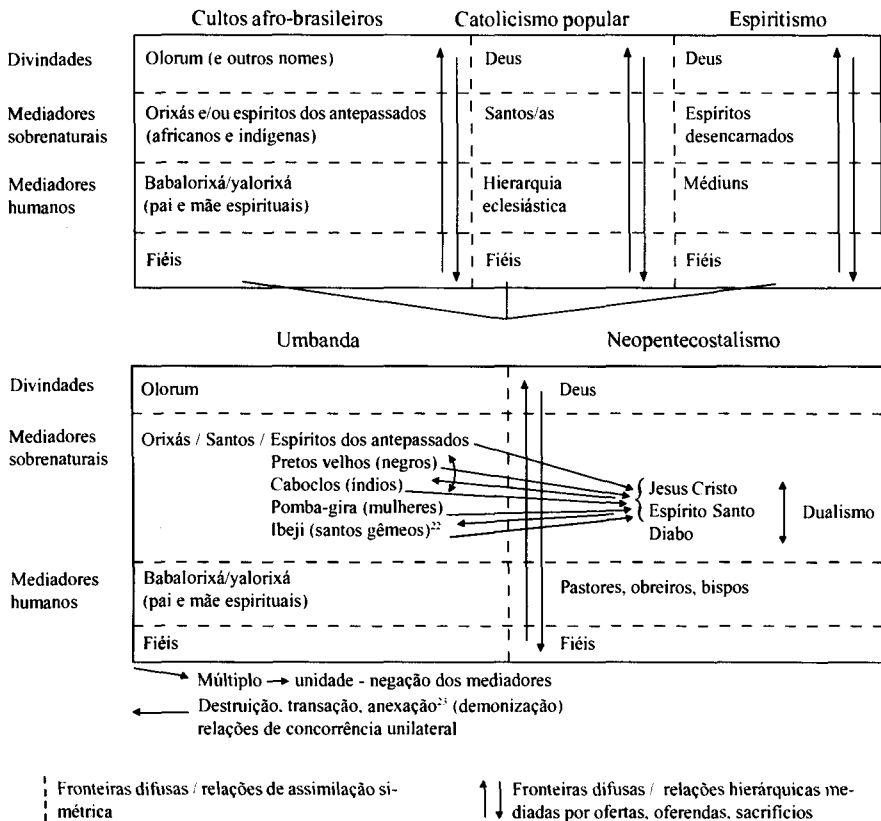 Cultos afro-brasileiros Catolicismo popular Espiritismo
Divindades Olorum (e outros nomes) Deus Deus
Mediadores Orixás e/ou espíritos dos antepassados Santos/as Espíritos
sobrenaturais (africanos e indígenas) desencarnados
Mediadores Babalorixá/yalorixá Hierarquia Médiuns
humanos (pai e mãe espirituais) eclesiástica
Fiéis Fiéis Fiéis
Umbanda Neopentecostalismo
Divindades Olorum Deus
Mediadores Orixás / Santos / Espíritos dos antepassados
sobrenaturais
Pretos velhos (negros)
Caboclos (índios) Jesus Cristo
Pomba-gira (mulheres) Espírito Santo Dualismo
Ibeji (santos gêmeos)22 Diabo
Mediadores Babalorixá/yalorixá Pastores, obreiros, bispos
humanos (pai e mãe espirituais)
Fiéis Fiéis
Múltiplo → unidade - negação dos mediadores
Destruição, transação, anexação23 (demonização)
relações de concorrência unilateral
Fronteiras difusas / relações de assimilação si-
métrica
Fronteiras difusas / relações hierárquicas me-
diadas por ofertas, oferendas, sacrifícios